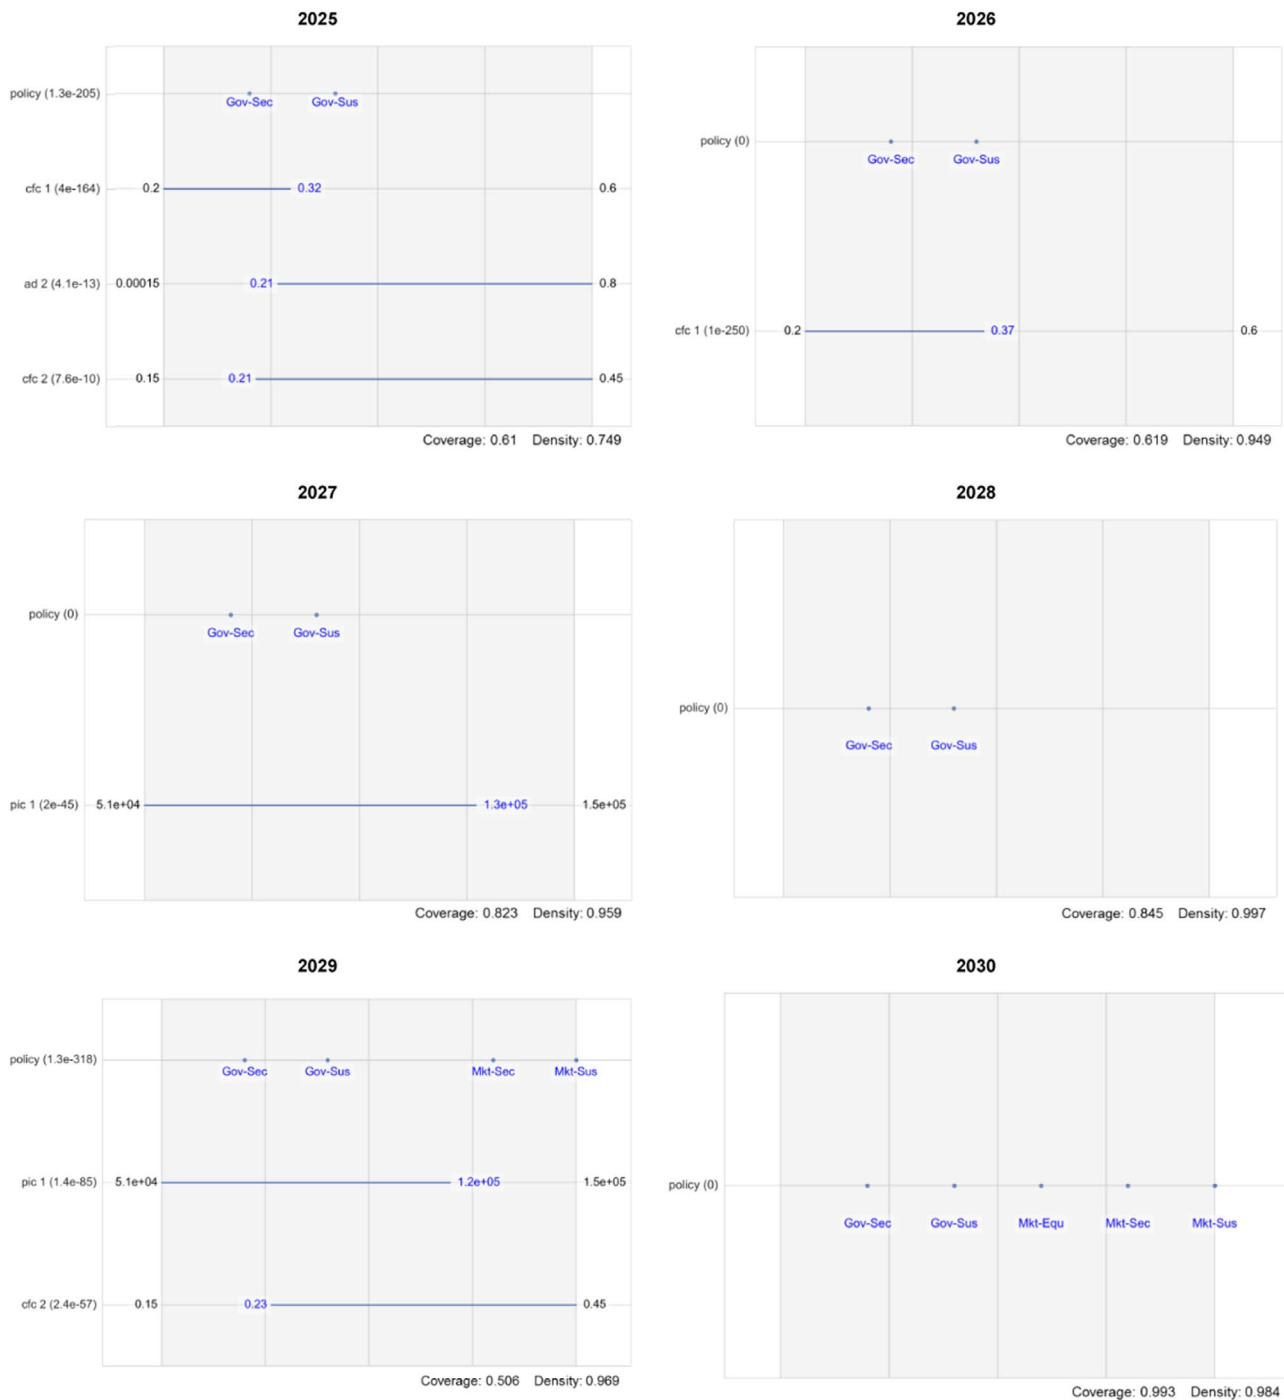 2025
policy (1.3e-205)
Gov-Sec Gov-Sus
cfc 1 (4e-164) 0.2 0.32 0.6
ad 2 (4.1e-13) 0.00015 0.21 0.8
cfc 2 (7.6e-10) 0.15 0.21 0.45
Coverage: 0.61 Density: 0.749
2026
policy (0)
Gov-Sec Gov-Sus
cfc 1 (1e-250) 0.2 0.37 0.6
Coverage: 0.619 Density: 0.949
2027
policy (0)
Gov-Sec Gov-Sus
pic 1 (2e-45) 5.1e+04 1.3e+05 1.5e+05
Coverage: 0.823 Density: 0.959
2028
policy (0)
Gov-Sec Gov-Sus
Coverage: 0.845 Density: 0.997
2029
policy (1.3e-318)
Gov-Sec Gov-Sus Mkt-Sec Mkt-Sus
pic 1 (1.4e-85) 5.1e+04 1.2e+05 1.5e+05
cfc 2 (2.4e-57) 0.15 0.23 0.45
Coverage: 0.506 Density: 0.969
2030
policy (0)
Gov-Sec Gov-Sus Mkt-Equ Mkt-Sec Mkt-Sus
Coverage: 0.993 Density: 0.984